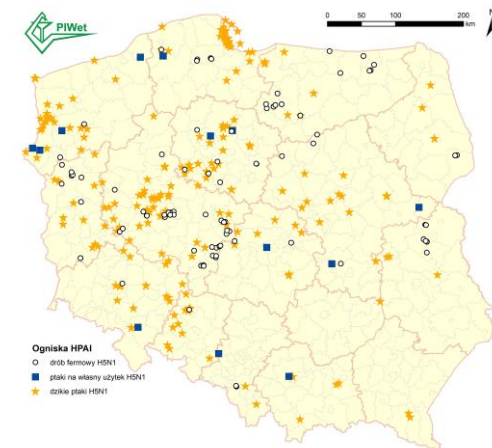 PIWet
0 50 100 200
km
N
Ogniska HPAI
drób fermowy H5N1
ptaki na własny użytek H5N1
dzikie ptaki H5N1